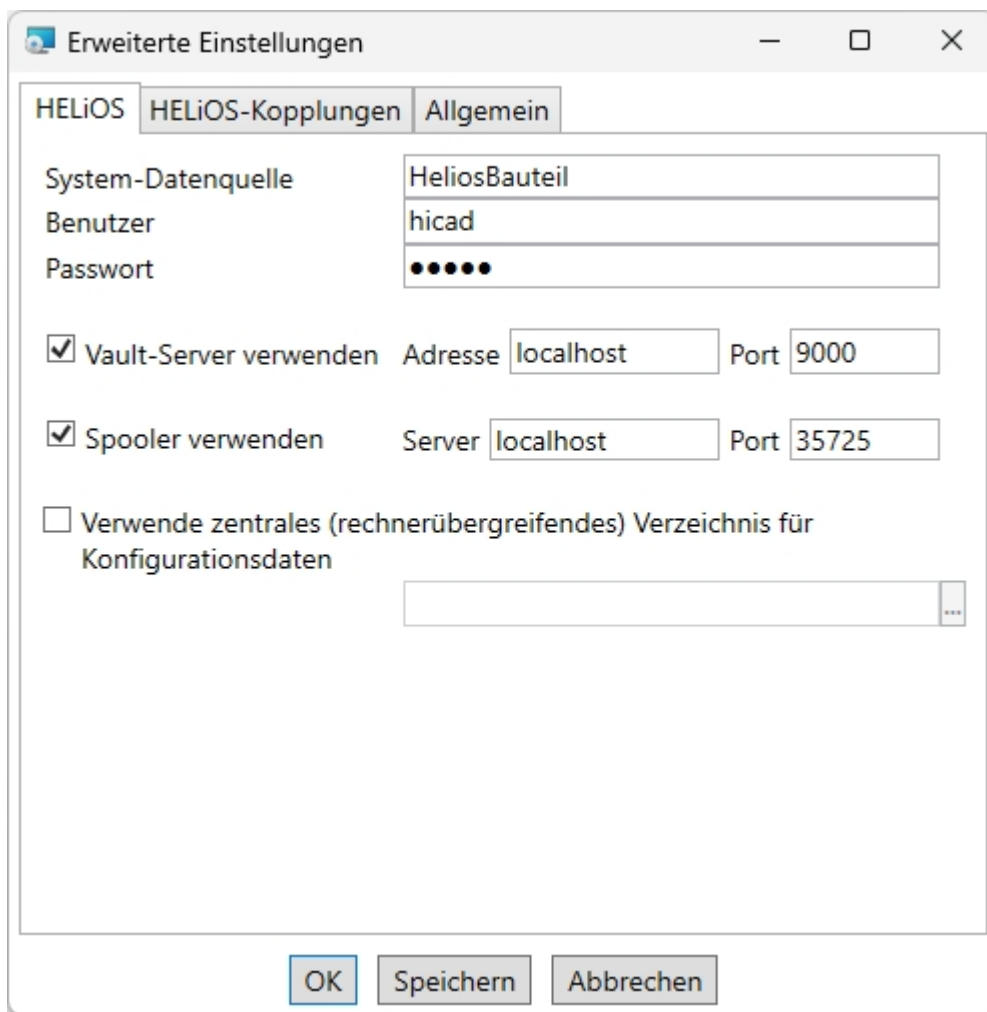 Erweiterte Einstellungen
HELiOS HELiOS-Kopplungen Allgemein
System-Datenquelle HeliosBauteil
Benutzer hicad
Passwort ●●●●●
Vault-Server verwenden Adresse localhost Port 9000
Spooler verwenden Server localhost Port 35725
Verwende zentrales (rechnerübergreifendes) Verzeichnis für
Konfigurationsdaten
...
OK Speichern Abbrechen